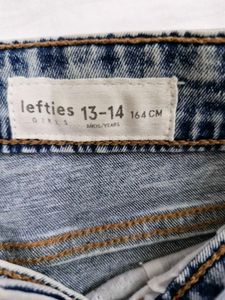 lefties 13-14 164 CM
GIRLS AÑOS/YEARS